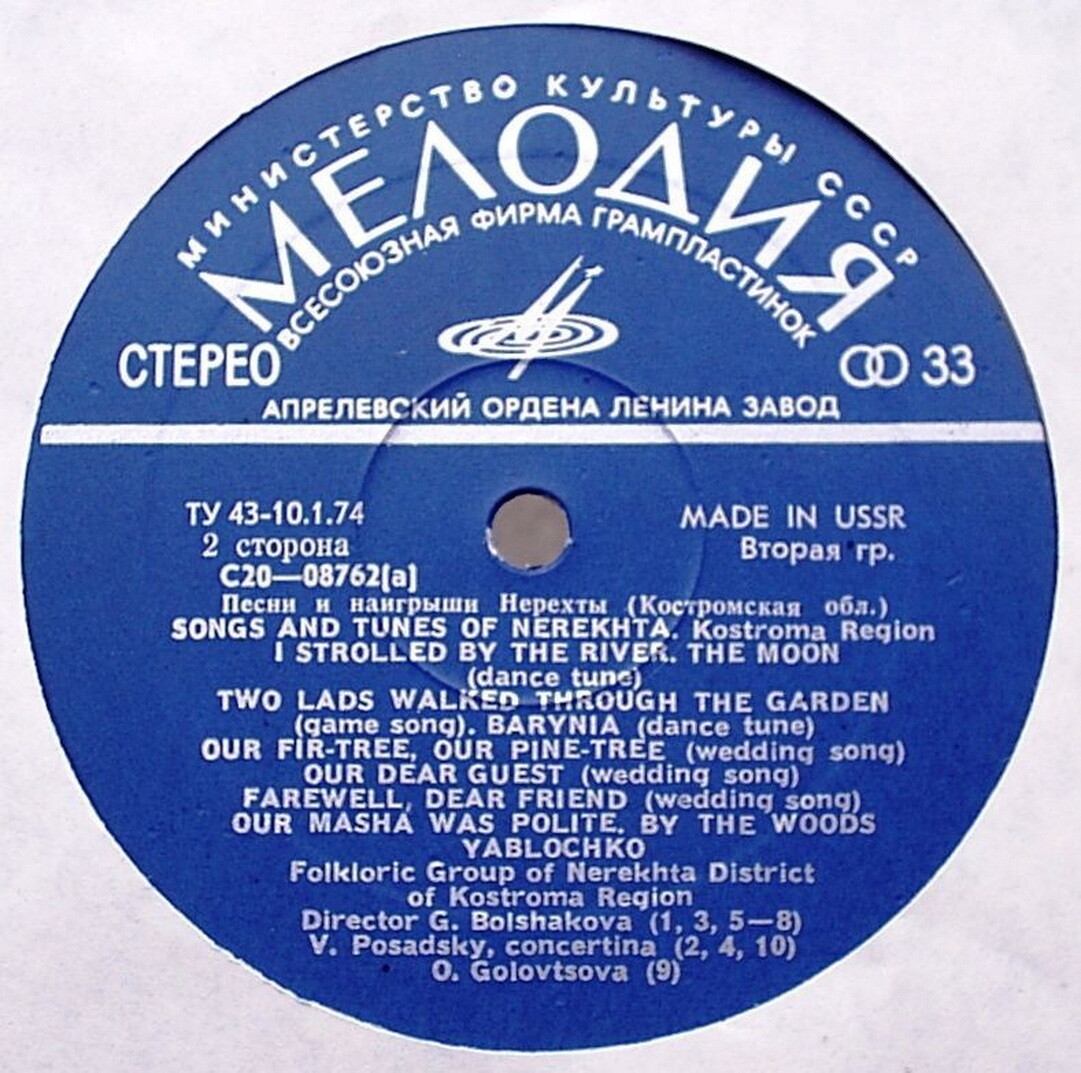 МИНИСТЕРСТВО КУЛЬТУРЫ СССР
МЕЛОДИЯ
ВСЕСОЮЗНАЯ ФИРМА ГРАМПЛАСТИНОК
СТЕРЕО
33
АПРЕЛЕВСКИЙ ОРДЕНА ЛЕНИНА ЗАВОД
ТУ 43-10.1.74
MADE IN USSR
2 сторона
Вторая гр.
С20—08762(а)
Песни и наигрыши Нерехты (Костромская обл.)
SONGS AND TUNES OF NEREKHTA. Kostroma Region
I STROLLED BY THE RIVER. THE MOON
(dance tune)
TWO LADS WALKED THROUGH THE GARDEN
(game song). BARYNIA (dance tune)
OUR FIR-TREE, OUR PINE-TREE (wedding song)
OUR DEAR GUEST (wedding song)
FAREWELL, DEAR FRIEND (wedding song)
OUR MASHA WAS POLITE. BY THE WOODS
YABLOCHKO
Folkloric Group of Nerekhta District
of Kostroma Region
Director G. Bolshakova (1, 3, 5—8)
V. Posadsky, concertina (2, 4, 10)
O. Golovtsova (9)